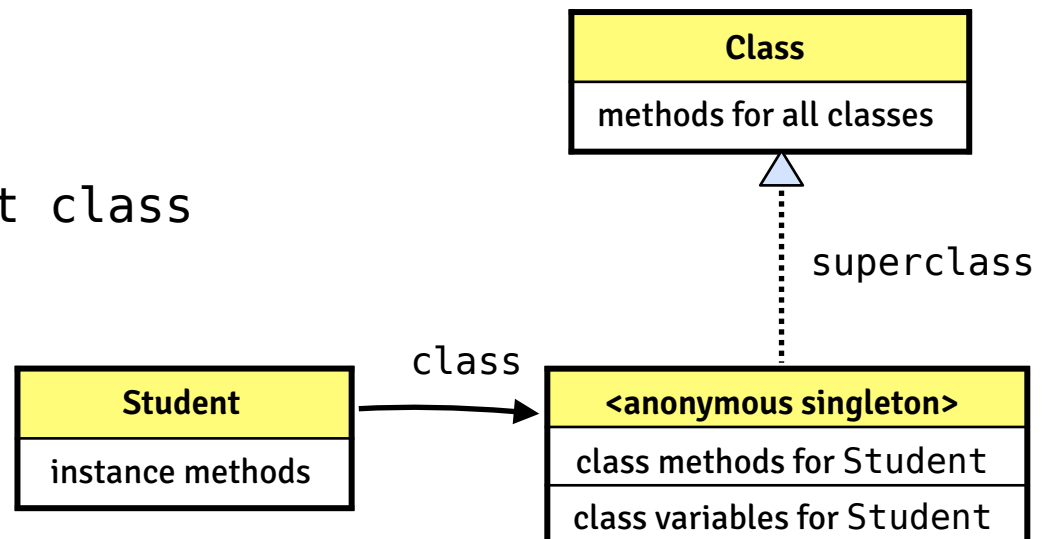 Class
methods for all classes
t class
superclass
class
Student
instance methods
<anonymous singleton>
class methods for Student
class variables for Student